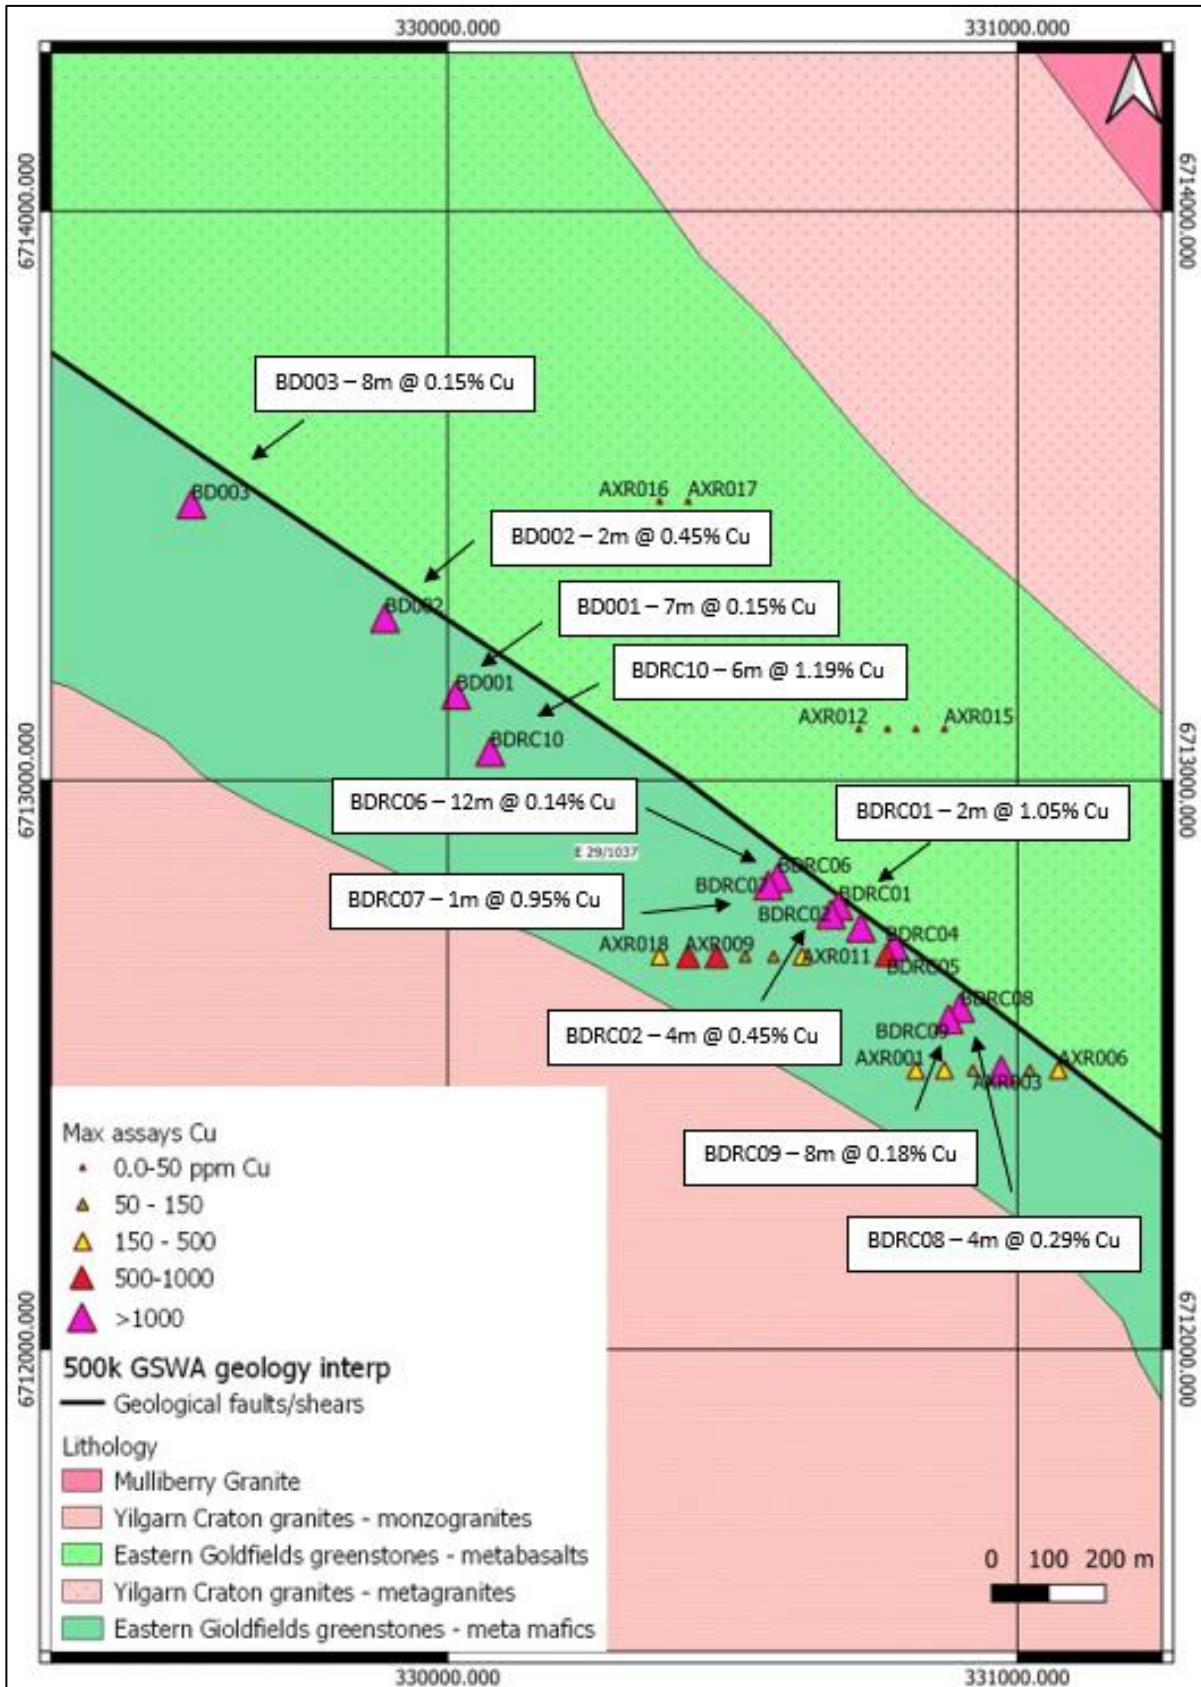 330000.000
331000.000
6714000.000
6714000.000
BD003 – 8m @ 0.15% Cu
BD003
AXR016
AXR017
BD002 – 2m @ 0.45% Cu
BD002
BD001 – 7m @ 0.15% Cu
BD001
BDRC10 – 6m @ 1.19% Cu
AXR012
AXR015
BDRC10
6713000.000
6713000.000
BDRC06 – 12m @ 0.14% Cu
BDRC01 – 2m @ 1.05% Cu
E 29/1037
BDRC06
BDRC07
BDRC07 – 1m @ 0.95% Cu
BDRC01
BDRC02
BDRC04
AXR018
AXR009
AXR011
BDRC05
BDRC08
BDRC02 – 4m @ 0.45% Cu
BDRC09
AXR001
AXR006
AXR003
BDRC09 – 8m @ 0.18% Cu
BDRC08 – 4m @ 0.29% Cu
Max assays Cu
0.0-50 ppm Cu
50 - 150
150 - 500
500-1000
>1000
6712000.000
6712000.000
500k GSWA geology interp
Geological faults/shears
Lithology
Mulliberry Granite
Yilgarn Craton granites - monzogranites
Eastern Goldfields greenstones - metabasalts
Yilgarn Craton granites - metagranites
Eastern Gioldfields greenstones - meta mafics
0 100 200 m
330000.000
331000.000